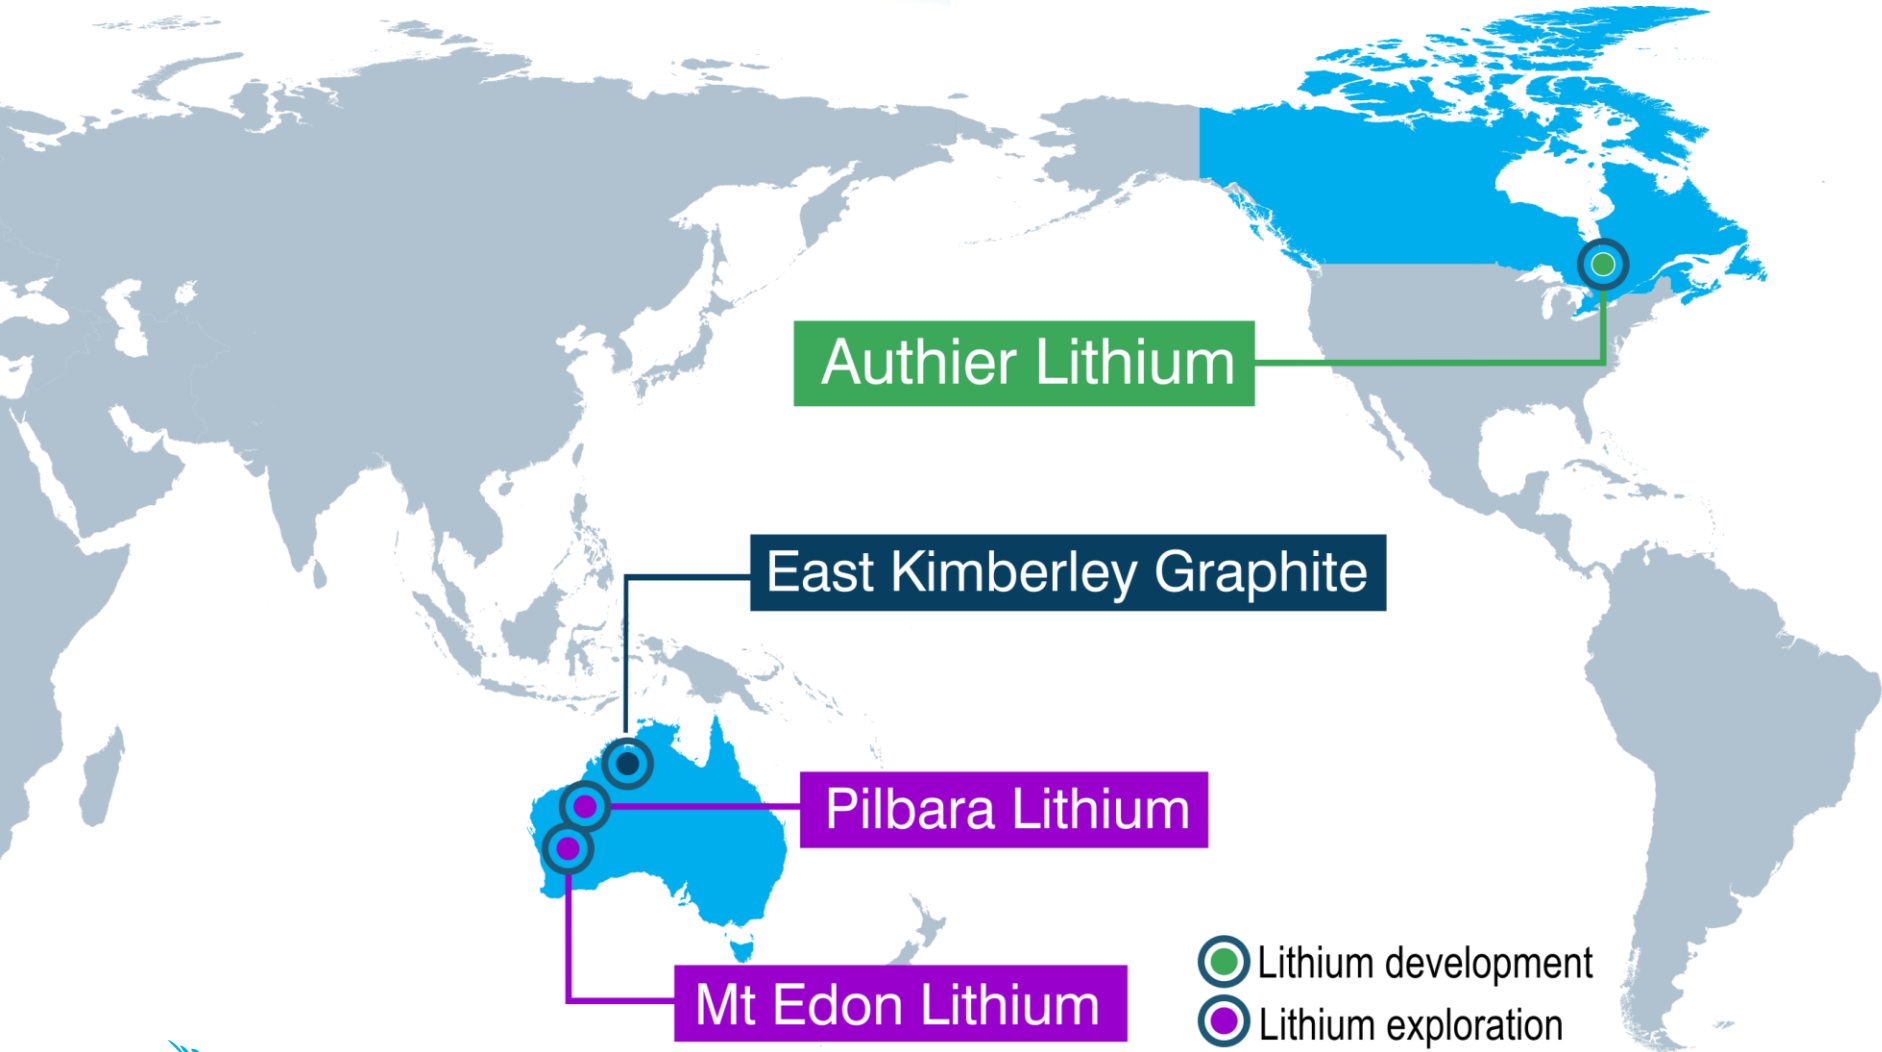 Authier Lithium
East Kimberley Graphite
Pilbara Lithium
Mt Edon Lithium
Lithium development
Lithium exploration